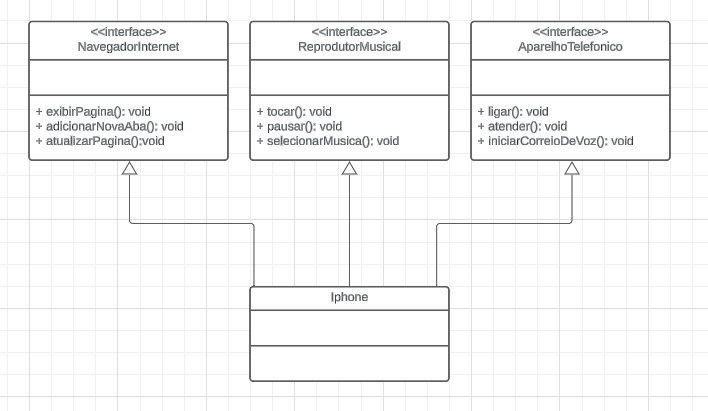 <<interface>>
NavegadorInternet
+ exibirPagina(): void
+ adicionarNovaAba(): void
+ atualizarPagina():void
<<interface>>
ReprodutorMusical
+ tocar(): void
+ pausar(): void
+ selecionarMusica(): void
<<interface>>
AparelhoTelefonico
+ ligar(): void
+ atender(): void
+ iniciarCorreioDeVoz(): void
Iphone